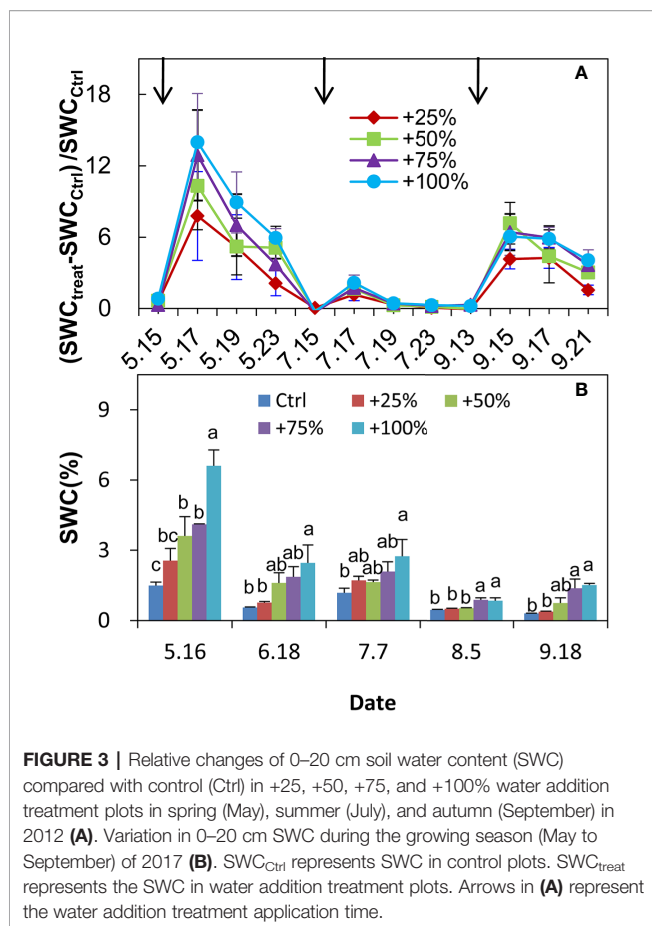 A
(SWCtreat-SWCCtrl)/SWCCtrl
18
12
6
0
+25%
+50%
+75%
+100%
5.15 5.17 5.19 5.23 7.15 7.17 7.19 7.23 9.13 9.15 9.17 9.21
B
SWC(%)
9
6
3
0
Ctrl +25% +50%
+75% +100%
c bc b b a
b b ab ab a
b ab ab ab a
b b b a a
b b ab a a
5.16 6.18 7.7 8.5 9.18
Date
FIGURE 3 | Relative changes of 0–20 cm soil water content (SWC)
compared with control (Ctrl) in +25, +50, +75, and +100% water addition
treatment plots in spring (May), summer (July), and autumn (September) in
2012 (A). Variation in 0–20 cm SWC during the growing season (May to
September) of 2017 (B). SWCCtrl represents SWC in control plots. SWCtreat
represents the SWC in water addition treatment plots. Arrows in (A) represent
the water addition treatment application time.